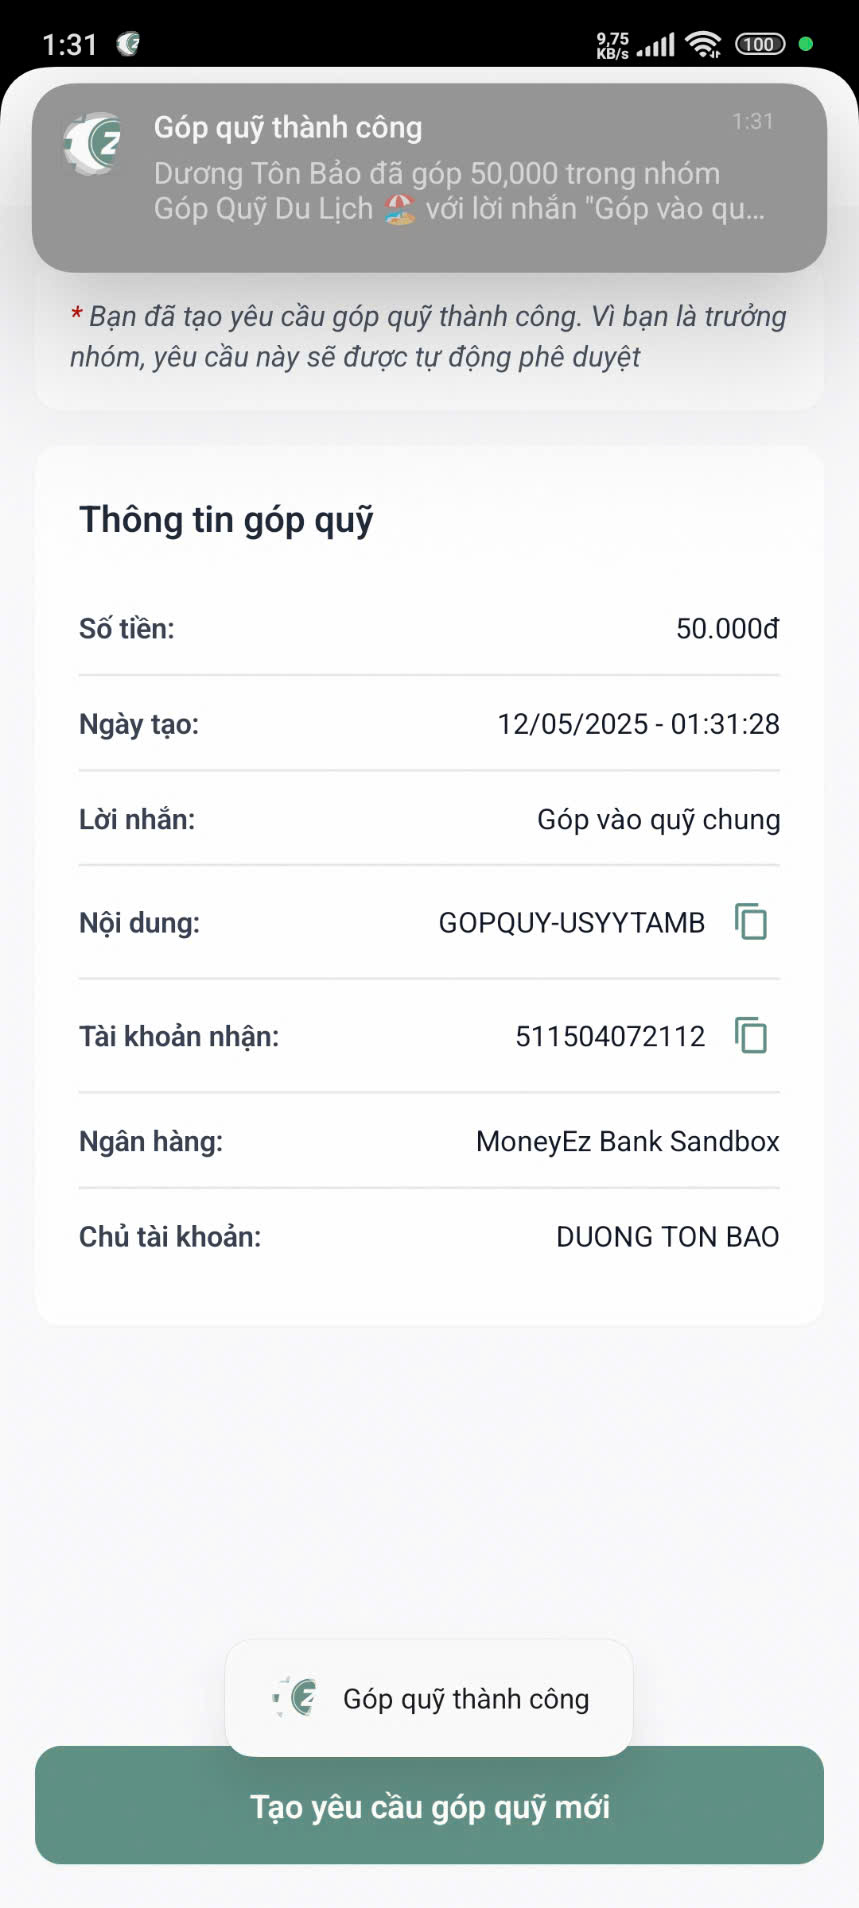 1:31
9,75
KB/s
100
Góp quỹ thành công
1:31
Dương Tôn Bảo đã góp 50,000 trong nhóm
Góp Quỹ Du Lịch 🏖️ với lời nhắn "Góp vào qu...
* Bạn đã tạo yêu cầu góp quỹ thành công. Vì bạn là trưởng
nhóm, yêu cầu này sẽ được tự động phê duyệt
Thông tin góp quỹ
Số tiền: 50.000đ
Ngày tạo: 12/05/2025 - 01:31:28
Lời nhắn: Góp vào quỹ chung
Nội dung: GOPQUY-USYYTAMB
Tài khoản nhận: 511504072112
Ngân hàng: MoneyEz Bank Sandbox
Chủ tài khoản: DUONG TON BAO
Góp quỹ thành công
Tạo yêu cầu góp quỹ mới